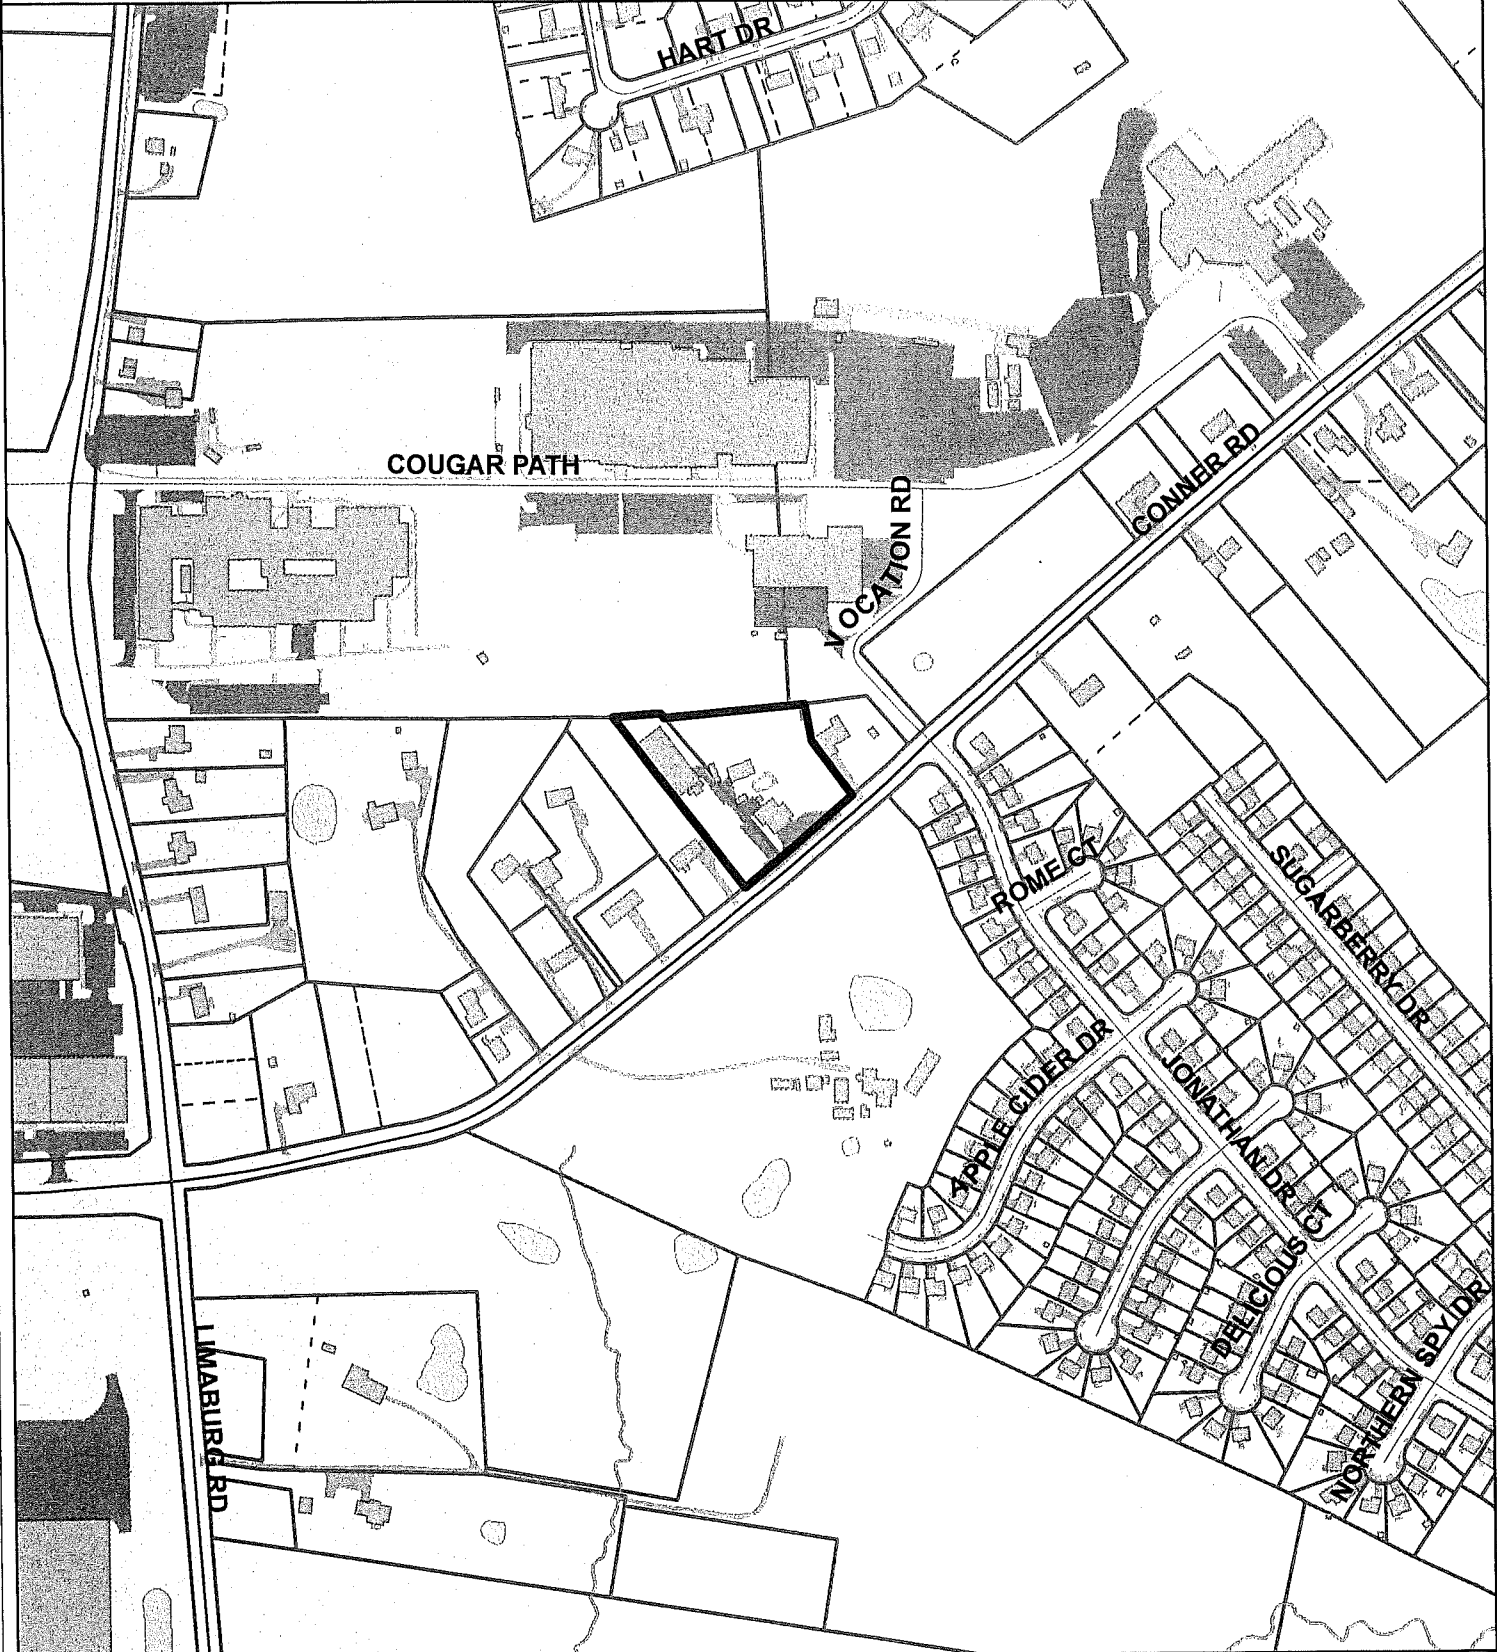 HART DR
COUGAR PATH
VOCATION RD
CONNER RD
ROME CT
SUGARBERRY DR
APPLE CIDER DR
JONATHAN DR
DELICIOUS CT
NORTHERN SPY DR
LIMABURG RD